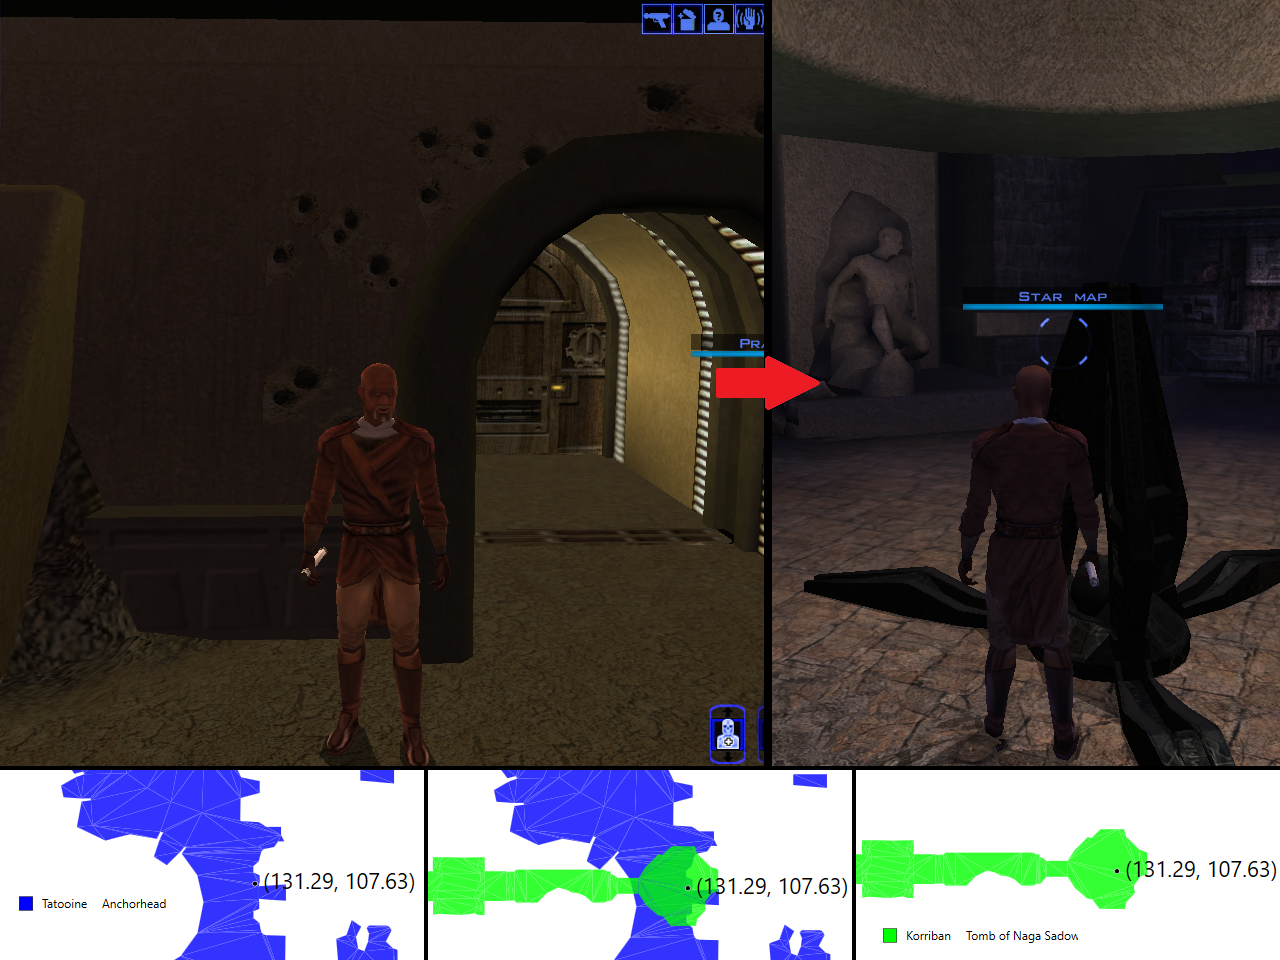 PRA
STAR MAP
(131.29, 107.63)
Tatooine Anchorhead
(131.29, 107.63)
(131.29, 107.63)
Korriban Tomb of Naga Sadow